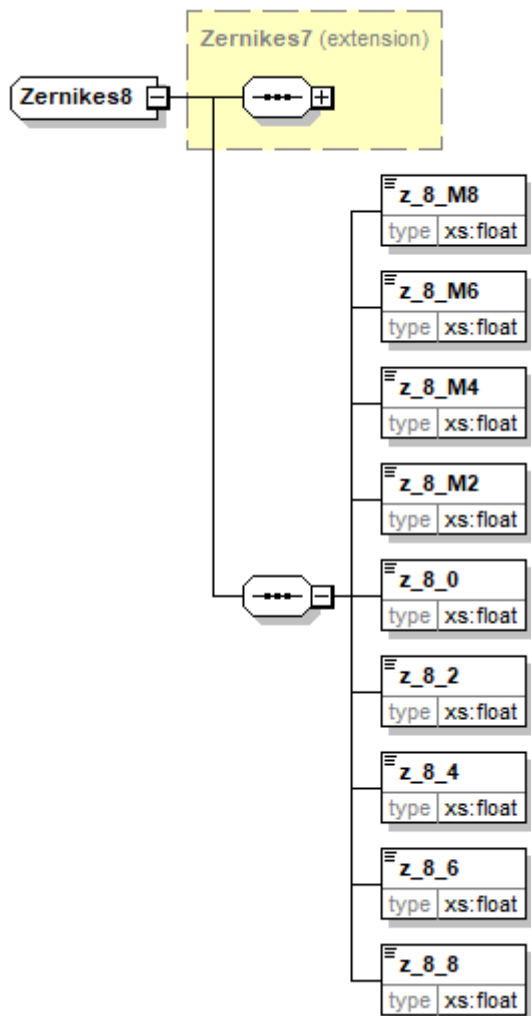 Zernikes7 (extension)
Zernikes8
z_8_M8
type xs:float
z_8_M6
type xs:float
z_8_M4
type xs:float
z_8_M2
type xs:float
z_8_0
type xs:float
z_8_2
type xs:float
z_8_4
type xs:float
z_8_6
type xs:float
z_8_8
type xs:float